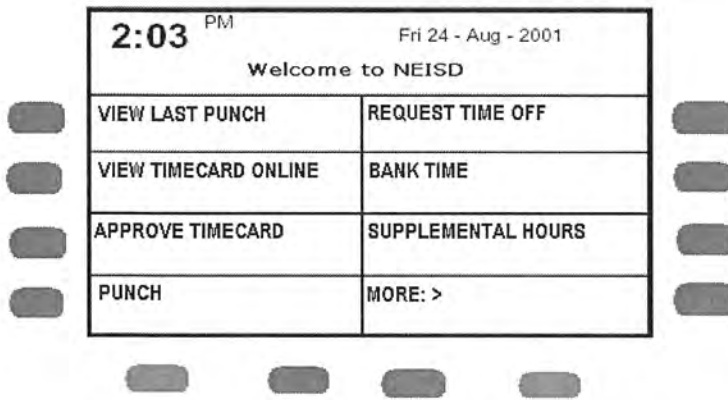 2:03 PM Fri 24 - Aug - 2001
Welcome to NEISD
VIEW LAST PUNCH REQUEST TIME OFF
VIEW TIMECARD ONLINE BANK TIME
APPROVE TIMECARD SUPPLEMENTAL HOURS
PUNCH MORE: >